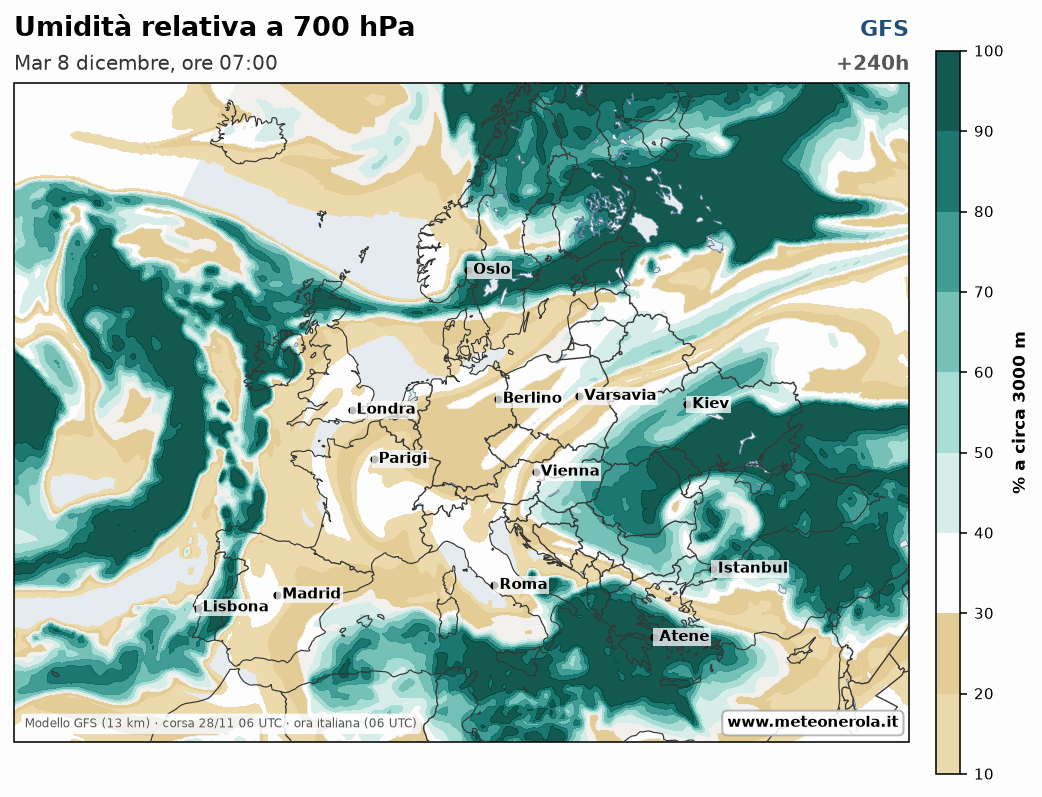 Umidità relativa a 700 hPa
GFS
Mar 8 dicembre, ore 07:00
+240h
100
90
80
70
60
50
40
30
20
10
% a circa 3000 m
Oslo
Londra
Berlino
Varsavia
Kiev
Parigi
Vienna
Istanbul
Roma
Madrid
Lisbona
Atene
Modello GFS (13 km) · corsa 28/11 06 UTC · ora italiana (06 UTC)
www.meteonerola.it